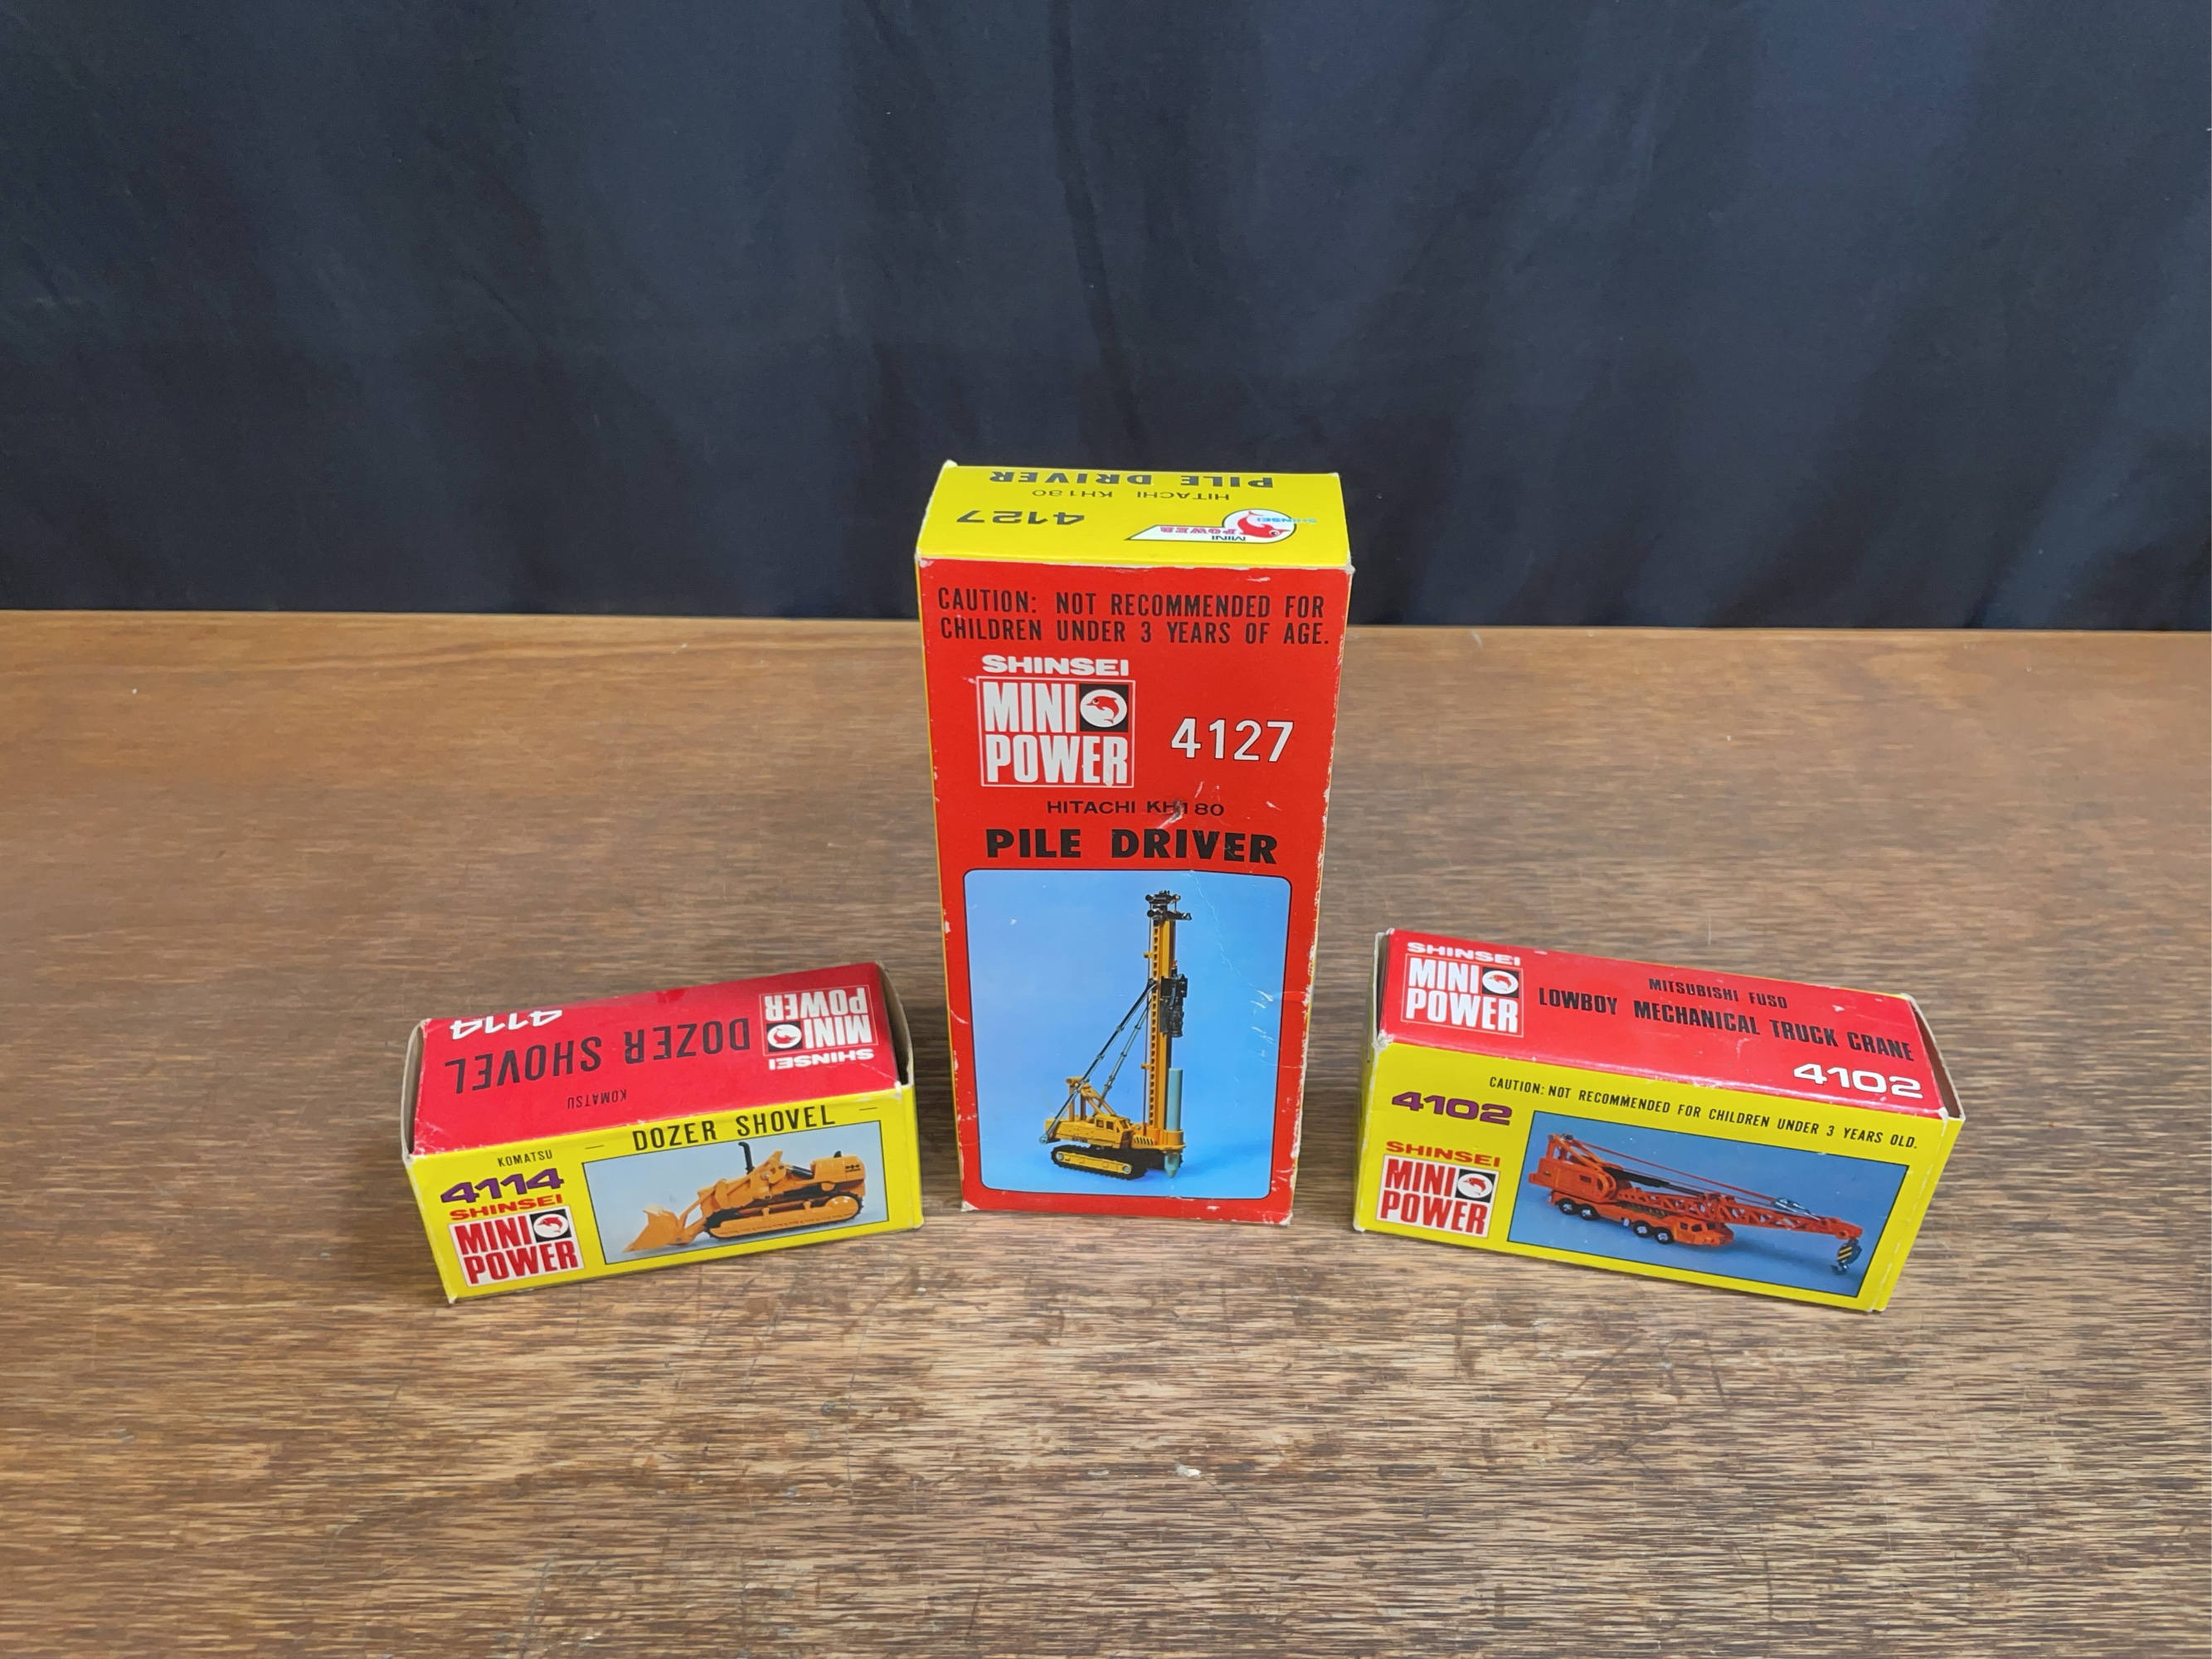 PILE DRIVER
HITACHI KH180
4127
MINI
POWER
SHINSEI
CAUTION: NOT RECOMMENDED FOR
CHILDREN UNDER 3 YEARS OF AGE.
SHINSEI
MINI
POWER
4127
HITACHI KH180
PILE DRIVER
SHINSEI
MINI
POWER
DOZER SHOVEL
4114
KOMATSU
DOZER SHOVEL
KOMATSU
4114
SHINSEI
MINI
POWER
SHINSEI
MINI
POWER
MITSUBISHI FUSO
LOWBOY MECHANICAL TRUCK CRANE
4102
CAUTION: NOT RECOMMENDED FOR CHILDREN UNDER 3 YEARS OLD.
4102
SHINSEI
MINI
POWER